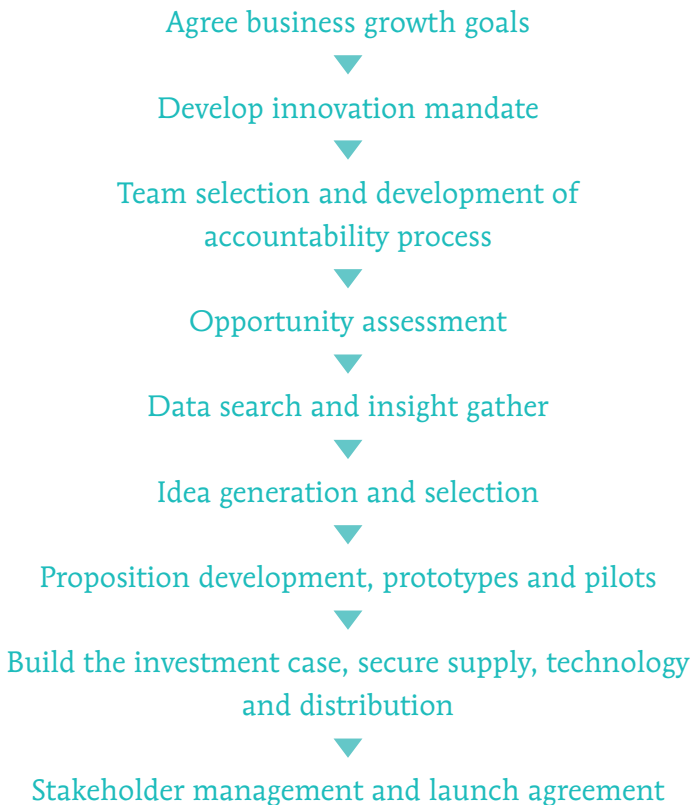 Agree business growth goals
Develop innovation mandate
Team selection and development of
accountability process
Opportunity assessment
Data search and insight gather
Idea generation and selection
Proposition development, prototypes and pilots
Build the investment case, secure supply, technology
and distribution
Stakeholder management and launch agreement